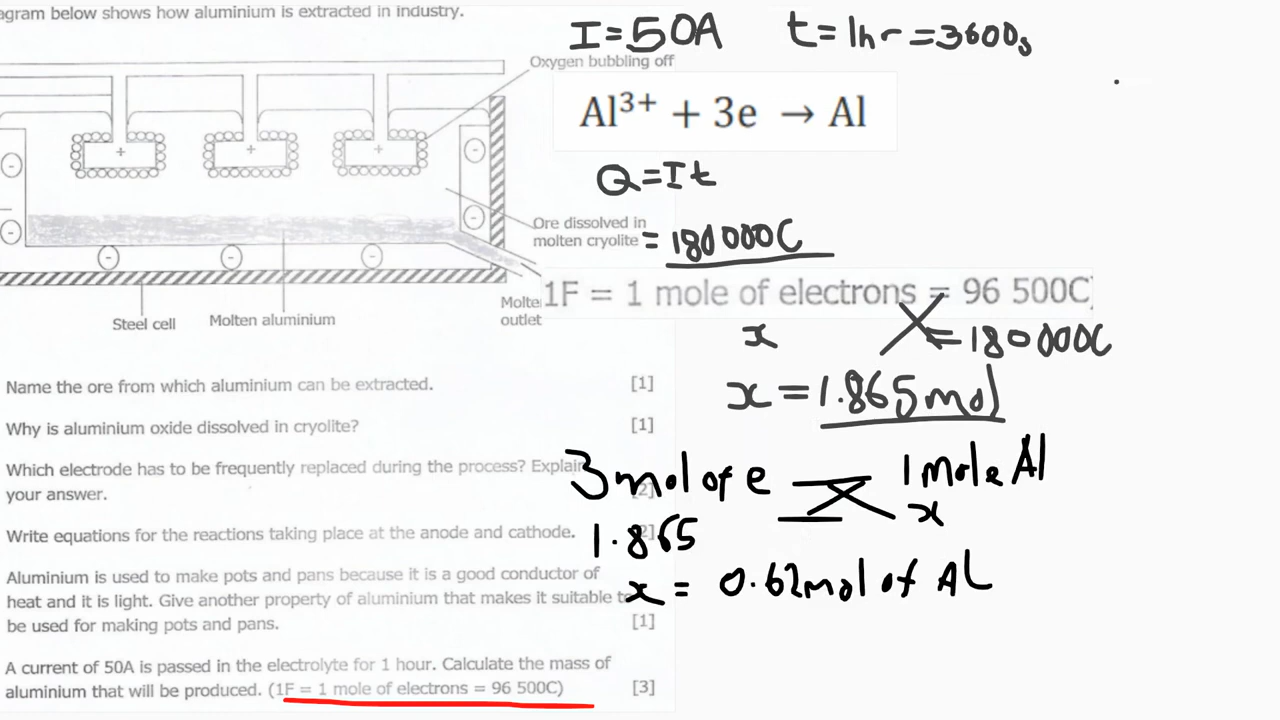 agram below shows how aluminium is extracted in industry.
I=50A t=1hr=3600s
Oxygen bubbling off
Al³⁺ + 3e → Al
+ + +
Q=It
Ore dissolved in
molten cryolite
= 180000C
1F = 1 mole of electrons = 96 500C)
Molte
outlet
Steel cell
Molten aluminium
x = 180000C
x = 1.865mol
Name the ore from which aluminium can be extracted. [1]
Why is aluminium oxide dissolved in cryolite? [1]
Which electrode has to be frequently replaced during the process? Explain
your answer. [2]
3mol of e 1 mole Al
1.865 x
x = 0.62mol of Al
Write equations for the reactions taking place at the anode and cathode. 2]
Aluminium is used to make pots and pans because it is a good conductor of
heat and it is light. Give another property of aluminium that makes it suitable to
be used for making pots and pans. [1]
A current of 50A is passed in the electrolyte for 1 hour. Calculate the mass of
aluminium that will be produced. (1F = 1 mole of electrons = 96 500C) [3]